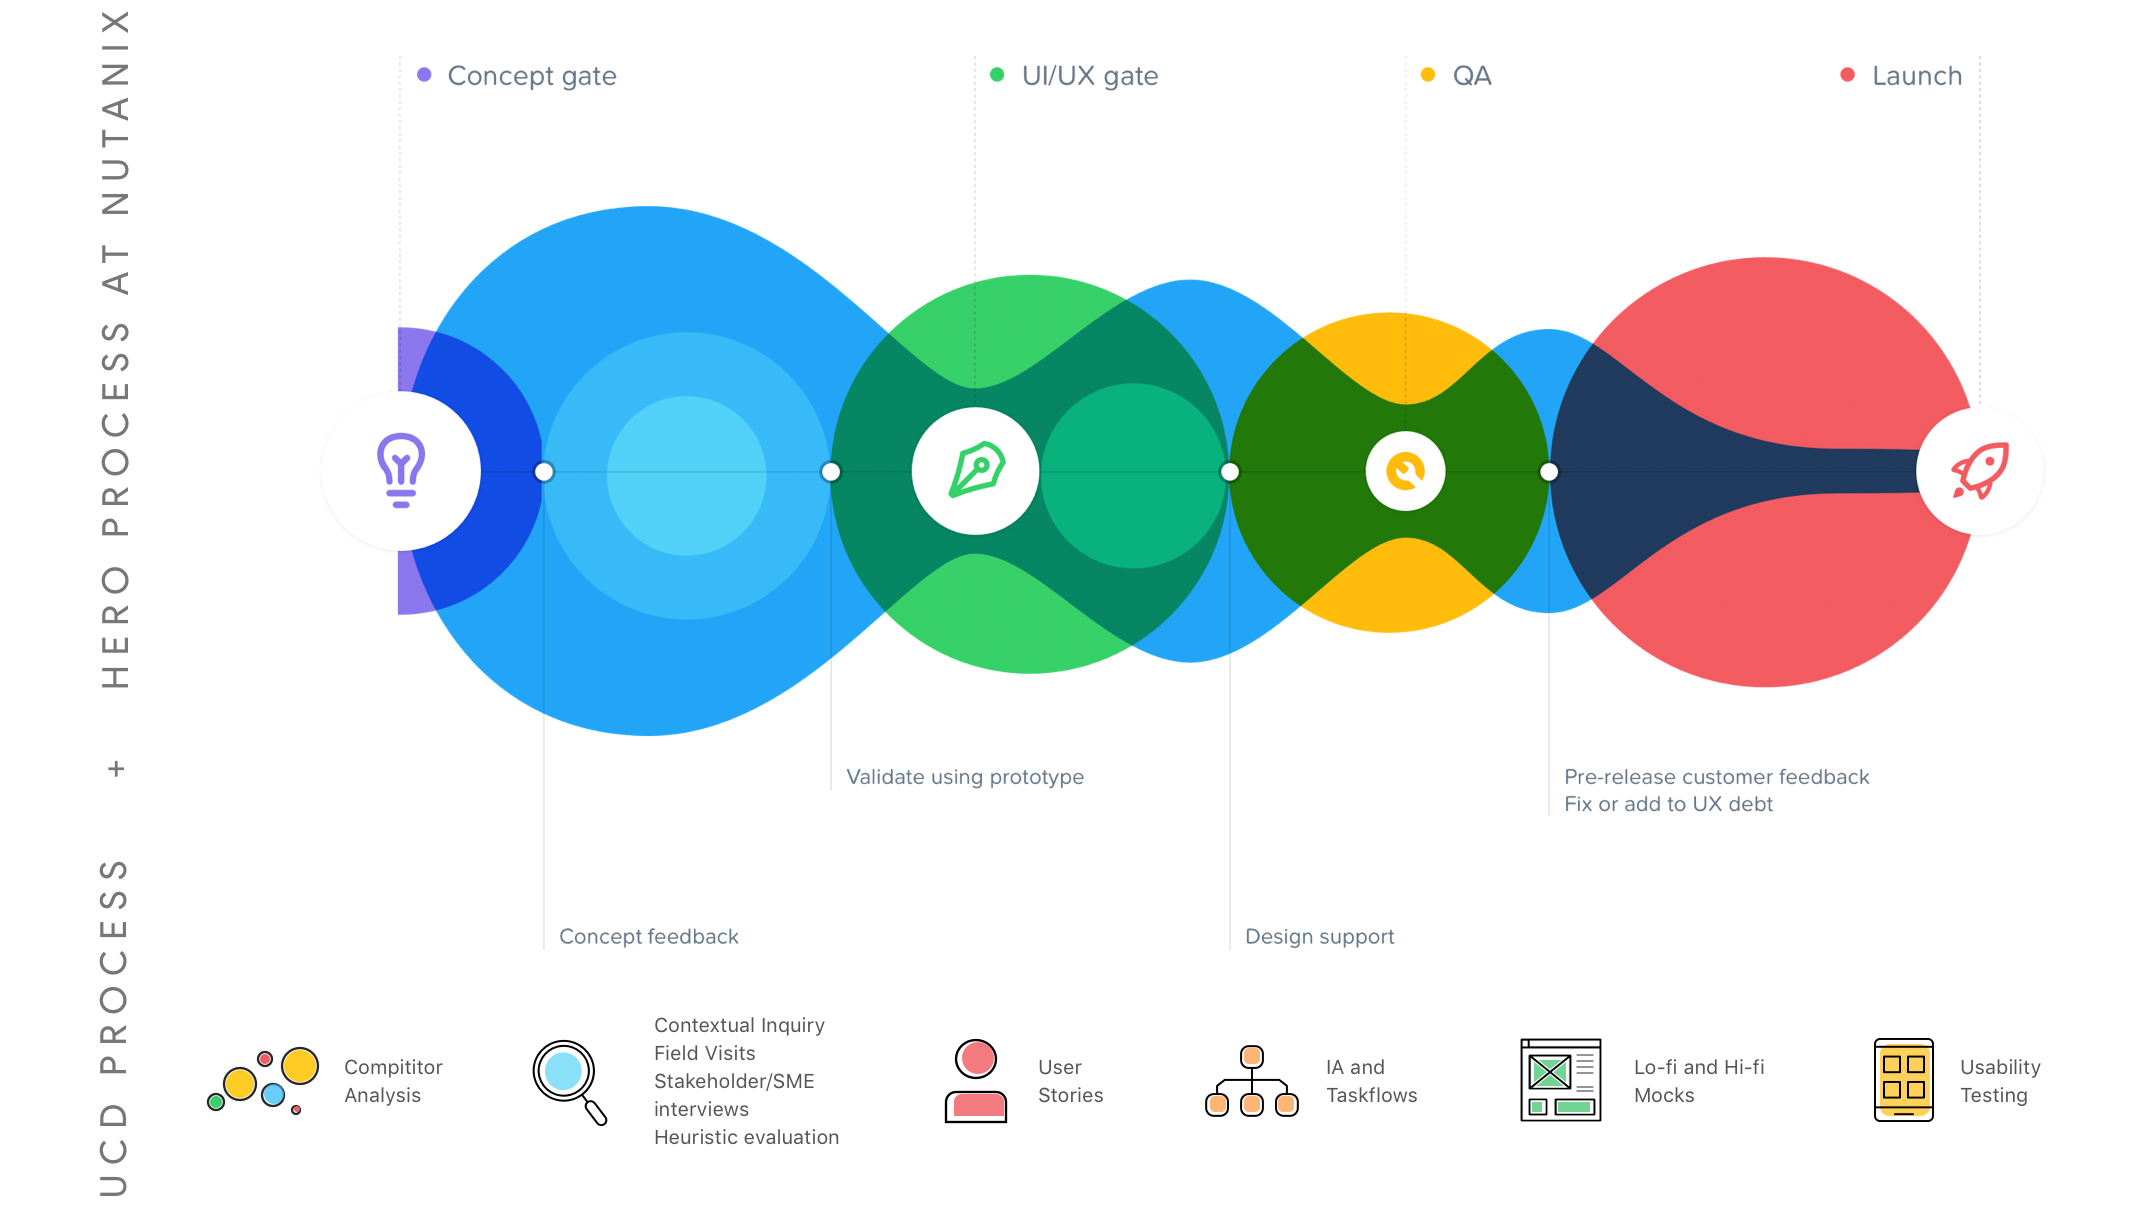 UCD PROCESS + HERO PROCESS AT NUTANIX
Concept gate
UI/UX gate
QA
Launch
Validate using prototype
Pre-release customer feedback
Fix or add to UX debt
Concept feedback
Design support
Compititor
Analysis
Contextual Inquiry
Field Visits
Stakeholder/SME
interviews
Heuristic evaluation
User
Stories
IA and
Taskflows
Lo-fi and Hi-fi
Mocks
Usability
Testing